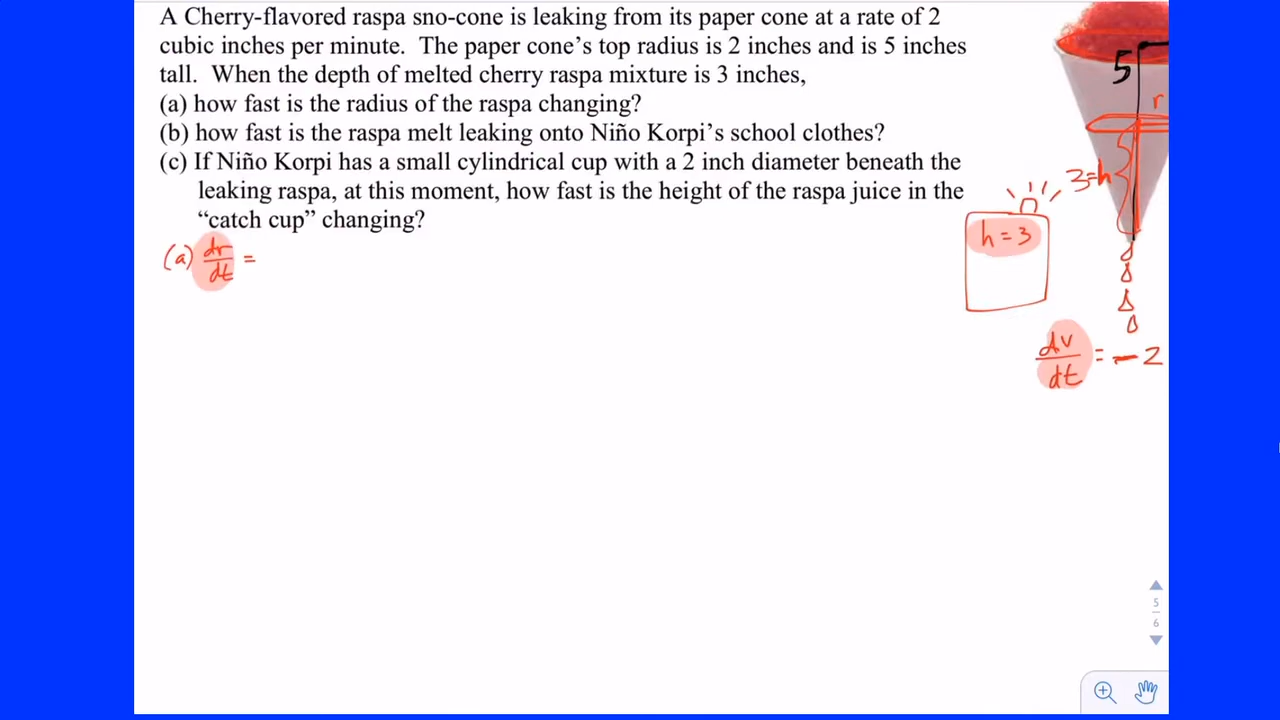 A Cherry-flavored raspa sno-cone is leaking from its paper cone at a rate of 2
cubic inches per minute.  The paper cone's top radius is 2 inches and is 5 inches
tall.  When the depth of melted cherry raspa mixture is 3 inches,
(a) how fast is the radius of the raspa changing?
(b) how fast is the raspa melt leaking onto Niño Korpi's school clothes?
(c) If Niño Korpi has a small cylindrical cup with a 2 inch diameter beneath the
leaking raspa, at this moment, how fast is the height of the raspa juice in the
"catch cup" changing?
5
r
3=h
h = 3
(a) dr/dt =
dv/dt = -2
5
6